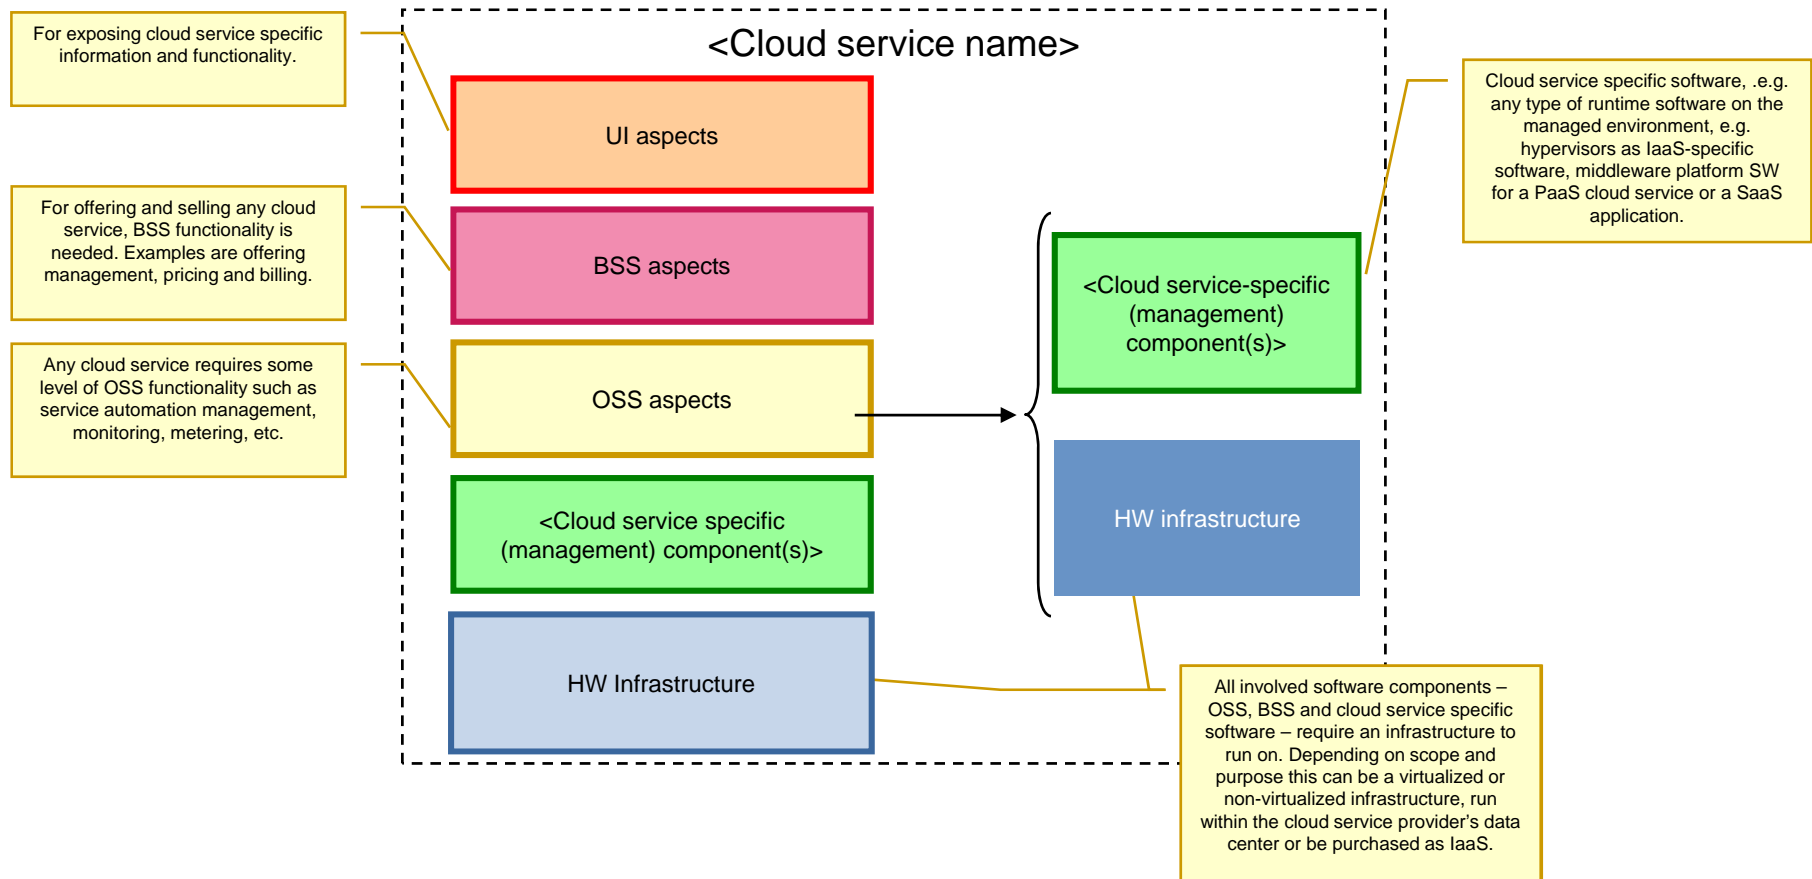 <Cloud service name>
For exposing cloud service specific
information and functionality.
UI aspects
Cloud service specific software, .e.g.
any type of runtime software on the
managed environment, e.g.
hypervisors as IaaS-specific
software, middleware platform SW
for a PaaS cloud service or a SaaS
application.
For offering and selling any cloud
service, BSS functionality is
needed. Examples are offering
management, pricing and billing.
BSS aspects
<Cloud service-specific
(management)
component(s)>
Any cloud service requires some
level of OSS functionality such as
service automation management,
monitoring, metering, etc.
OSS aspects
<Cloud service specific
(management) component(s)>
HW infrastructure
HW Infrastructure
All involved software components –
OSS, BSS and cloud service specific
software – require an infrastructure to
run on. Depending on scope and
purpose this can be a virtualized or
non-virtualized infrastructure, run
within the cloud service provider’s data
center or be purchased as IaaS.